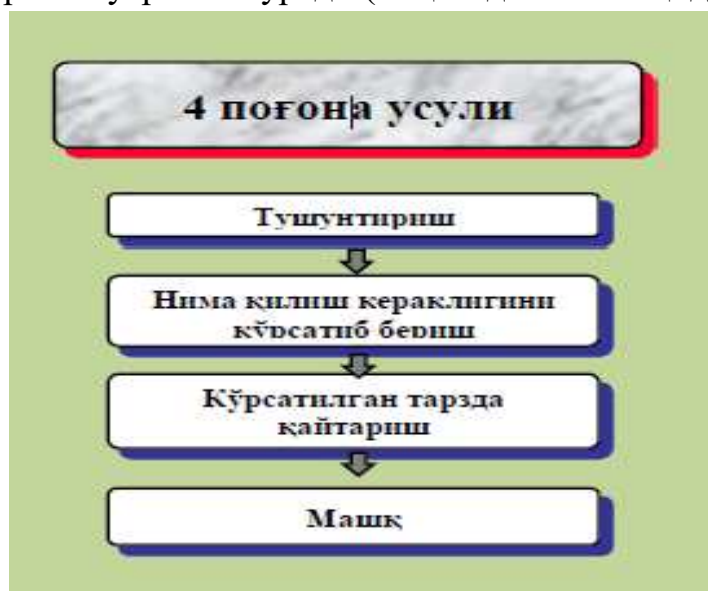 4 поғона усули
Тушунтириш
Нима қилиш кераклигини
кўрсатиб бериш
Кўрсатилган тарзда
қайтариш
Машқ